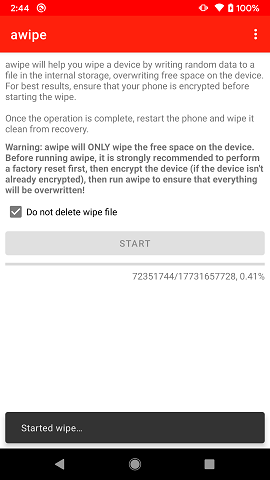 2:44
100%
awipe
awipe will help you wipe a device by writing random data to a
file in the internal storage, overwriting free space on the device.
For best results, ensure that your phone is encrypted before
starting the wipe.
Once the operation is complete, restart the phone and wipe it
clean from recovery.
Warning: awipe will ONLY wipe the free space on the device.
Before running awipe, it is strongly recommended to perform
a factory reset first, then encrypt the device (if the device isn't
already encrypted), then run awipe to ensure that everything
will be overwritten!
Do not delete wipe file
START
72351744/17731657728, 0.41%
Started wipe…